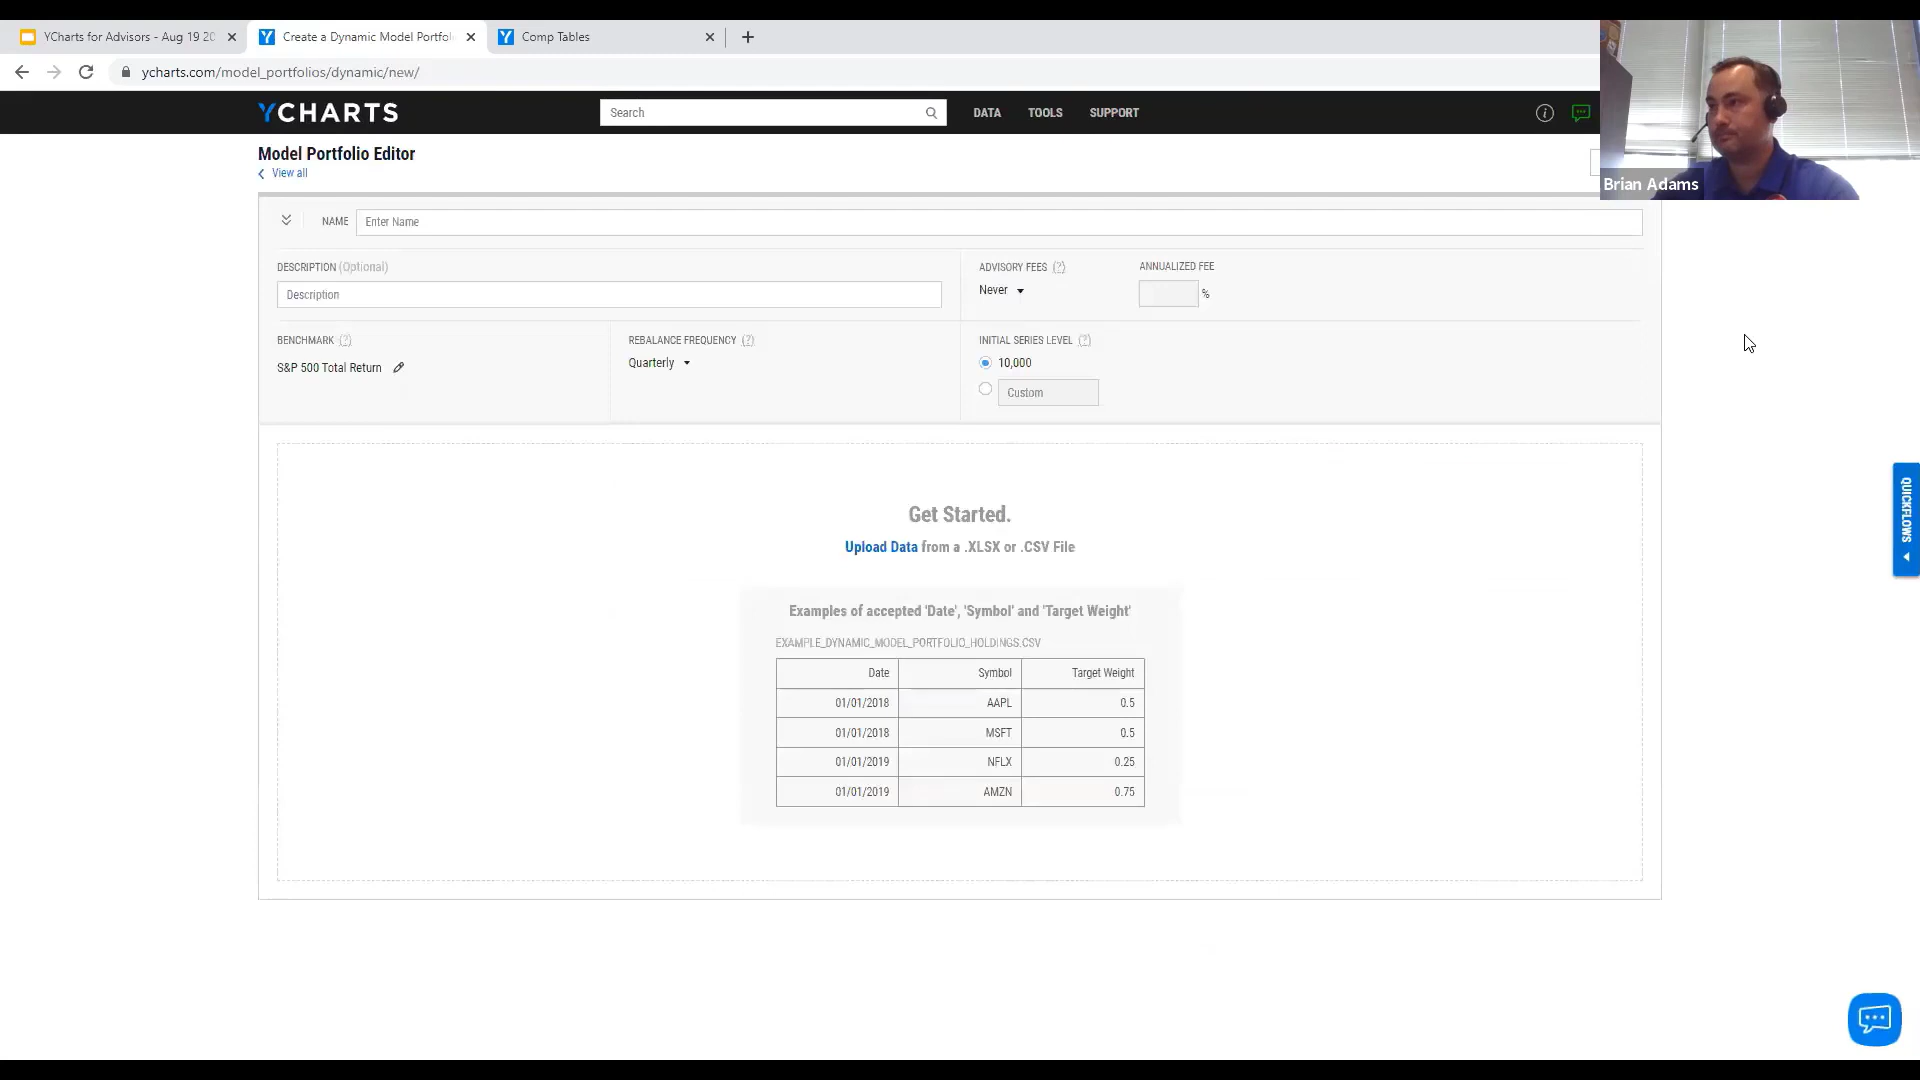 YCharts for Advisors - Aug 19 20
Create a Dynamic Model Portfol
Comp Tables
ycharts.com/model_portfolios/dynamic/new/
YCHARTS
Search
DATA
TOOLS
SUPPORT
Brian Adams
Model Portfolio Editor
View all
NAME
Enter Name
DESCRIPTION (Optional)
Description
ADVISORY FEES (?)
Never
ANNUALIZED FEE
%
BENCHMARK (?)
S&P 500 Total Return
REBALANCE FREQUENCY (?)
Quarterly
INITIAL SERIES LEVEL (?)
10,000
Custom
QUICKFLOWS
Get Started.
Upload Data from a .XLSX or .CSV File
Examples of accepted 'Date', 'Symbol' and 'Target Weight'
EXAMPLE_DYNAMIC_MODEL_PORTFOLIO_HOLDINGS.CSV
Date Symbol Target Weight
01/01/2018 AAPL 0.5
01/01/2018 MSFT 0.5
01/01/2019 NFLX 0.25
01/01/2019 AMZN 0.75